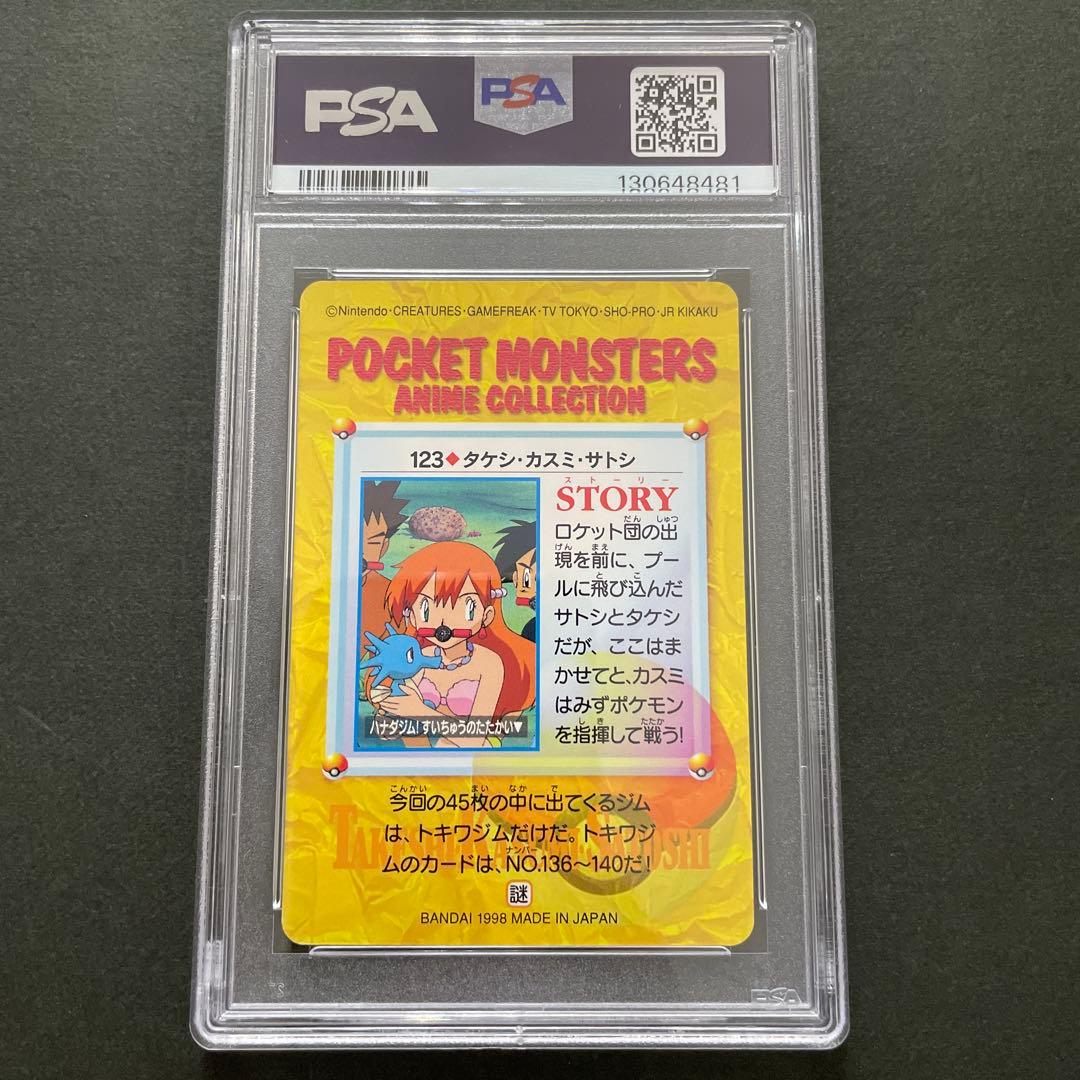 PSA
PSA
130648481
©Nintendo・CREATURES・GAMEFREAK・TV TOKYO・SHO-PRO・JR KIKAKU
POCKET MONSTERS
ANIME COLLECTION
123◆タケシ・カスミ・サトシ
ストーリー
STORY
ロケット団の出
現を前に、プー
ルに飛び込んだ
サトシとタケシ
だが、ここはま
かせてと、カスミ
はみずポケモン
を指揮して戦う!
ハナダジム!すいちゅうのたたかい▼
今回の45枚の中に出てくるジム
は、トキワジムだけだ。トキワジ
ムのカードは、NO.136〜140だ!
謎
BANDAI 1998 MADE IN JAPAN
PSA